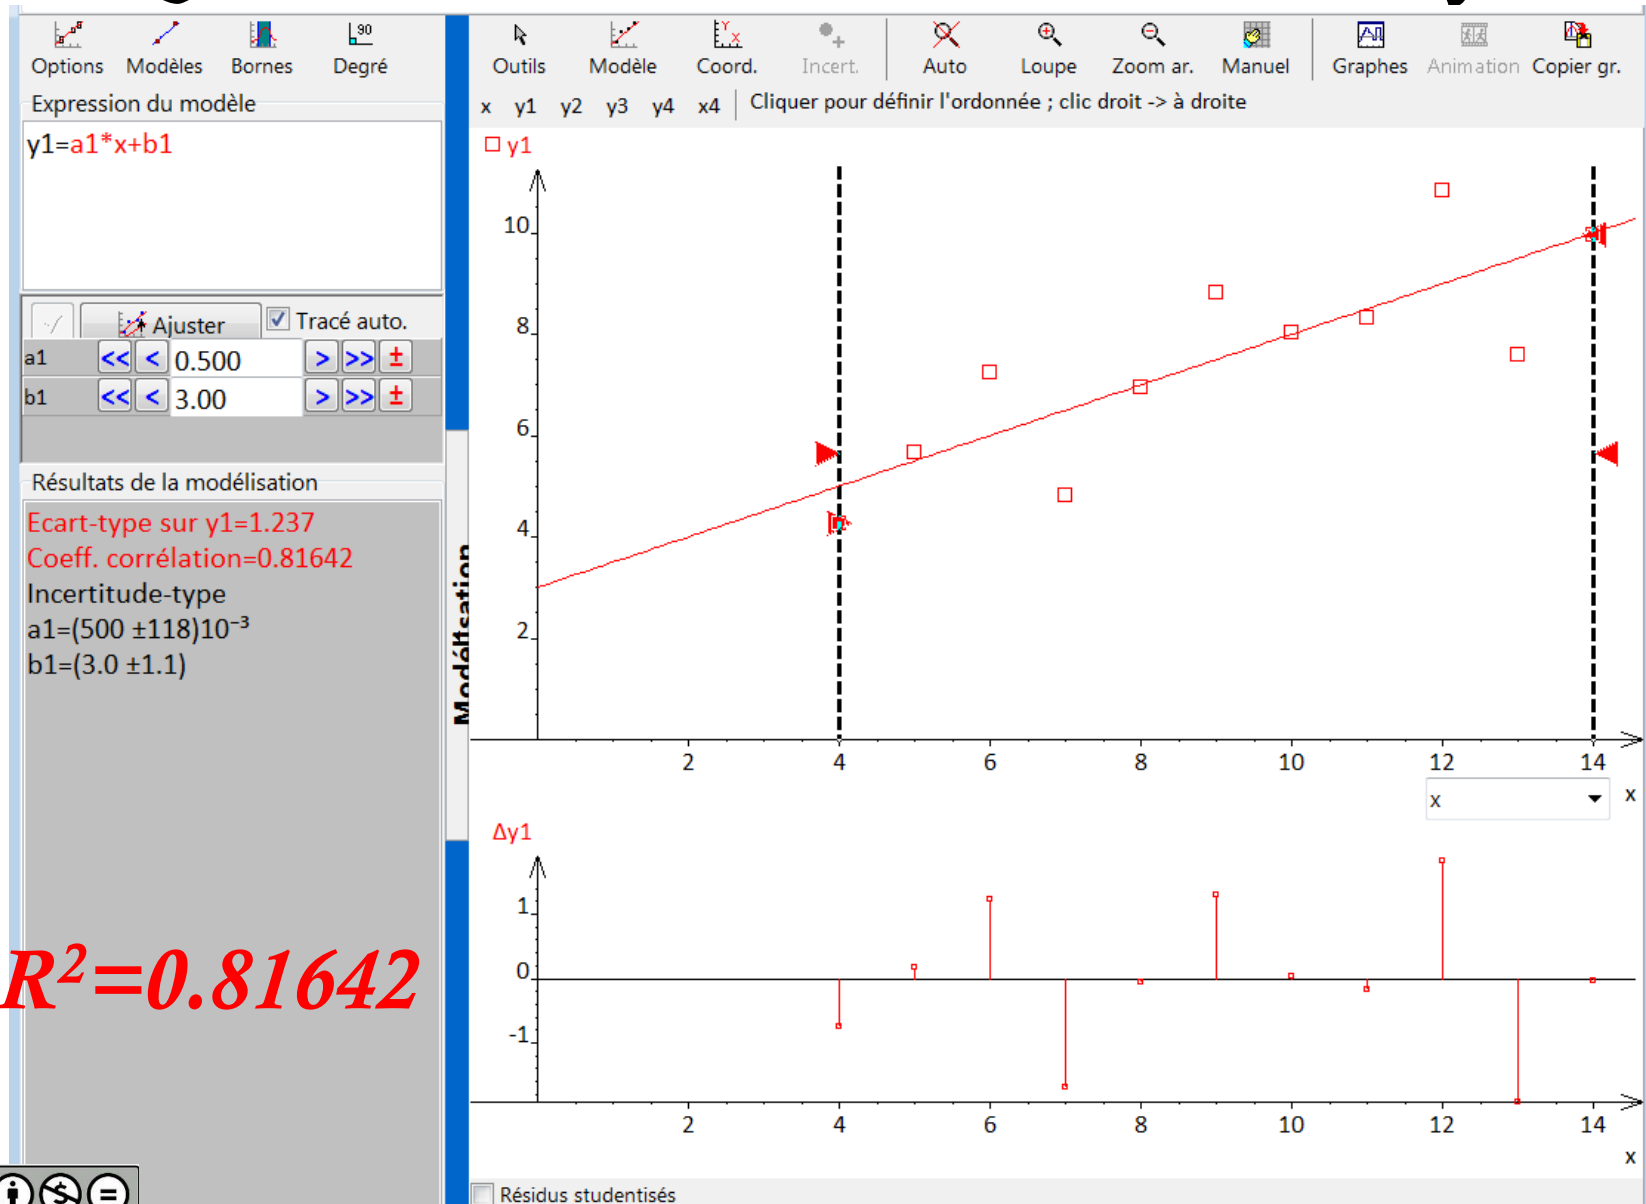 Options Modèles Bornes Degré
Outils Modèle Coord. Incert. Auto Loupe Zoom ar. Manuel Graphes Animation Copier gr.
Expression du modèle
x y1 y2 y3 y4 x4 Cliquer pour définir l'ordonnée ; clic droit -> à droite
y1=a1*x+b1
Ajuster Tracé auto.
a1 << < 0.500 > >> ±
b1 << < 3.00 > >> ±
Résultats de la modélisation
Ecart-type sur y1=1.237
Coeff. corrélation=0.81642
Incertitude-type
a1=(500 ±118)10⁻³
b1=(3.0 ±1.1)
R²=0.81642
Modélisation
y1
10
8
6
4
2
2 4 6 8 10 12 14
x
x
Δy1
1
0
-1
2 4 6 8 10 12 14
x
Résidus studentisés